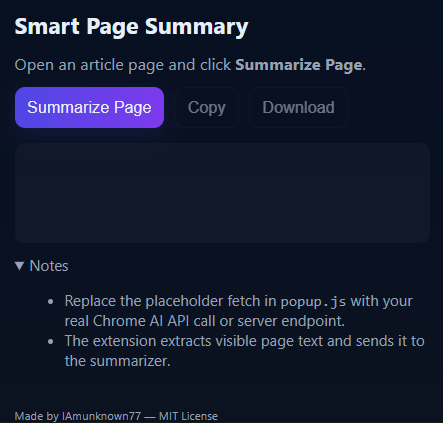 Smart Page Summary
Open an article page and click Summarize Page.
Summarize Page
Copy
Download
▼ Notes
• Replace the placeholder fetch in popup.js with your
real Chrome AI API call or server endpoint.
• The extension extracts visible page text and sends it to
the summarizer.
Made by IAmunknown77 — MIT License